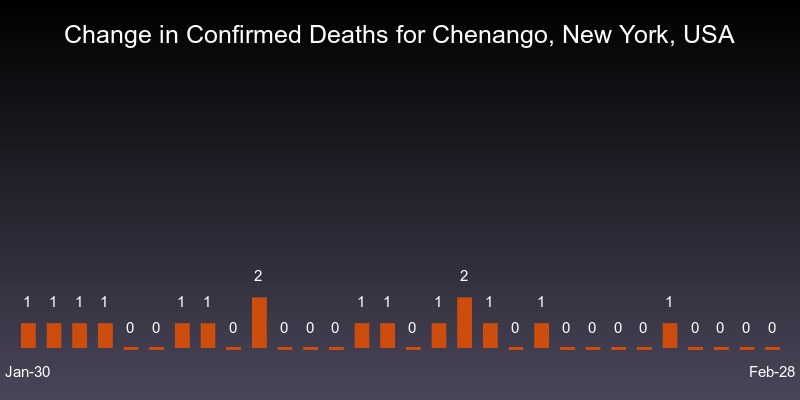 Change in Confirmed Deaths for Chenango, New York, USA
1 1 1 1 0 0 1 1 0 2 0 0 0 1 1 0 1 2 1 0 1 0 0 0 0 1 0 0 0 0
Jan-30 Feb-28